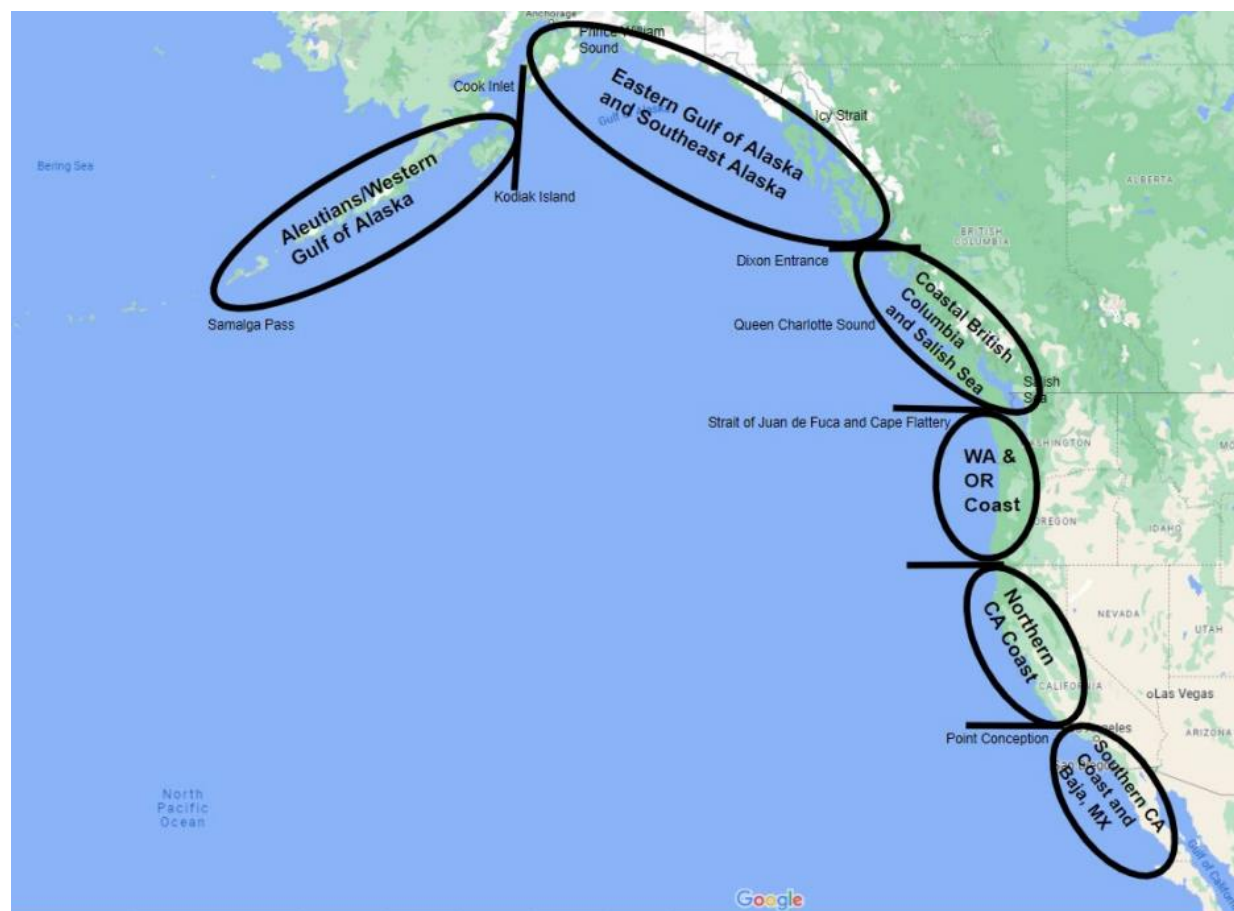 Anchorage
Prince William
Sound
Cook Inlet
Eastern Gulf of Alaska
and Southeast Alaska
Icy Strait
Bering Sea
Aleutians/Western
Gulf of Alaska
Kodiak Island
ALBERTA
BRITISH
COLUMBIA
Dixon Entrance
Samalga Pass
Queen Charlotte Sound
Coastal British
Columbia
and Salish Sea
Salish
Sea
Strait of Juan de Fuca and Cape Flattery
WASHINGTON
WA &
OR
Coast
OREGON
IDAHO
Northern
CA Coast
NEVADA
UTAH
CALIFORNIA
Las Vegas
Point Conception
ARIZONA
Southern CA
Coast and
Baja, MX
North
Pacific
Ocean
Google